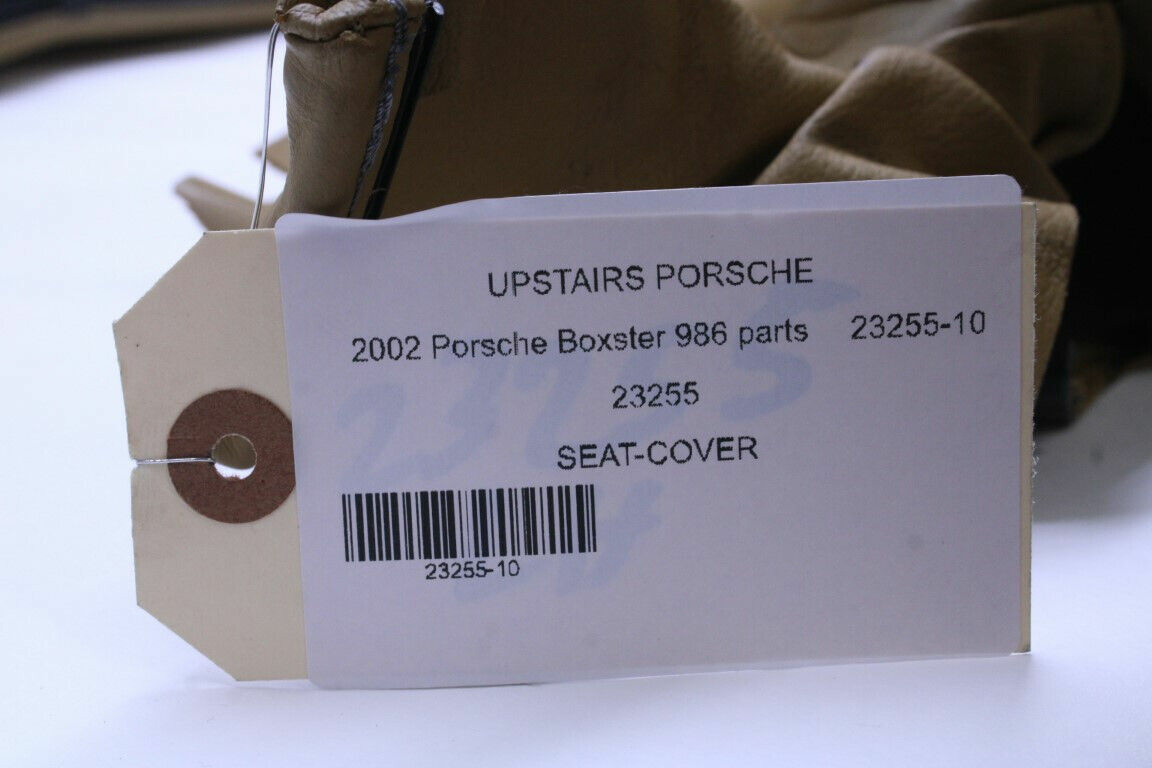 UPSTAIRS PORSCHE
2002 Porsche Boxster 986 parts 23255-10
23255
SEAT-COVER
23255-10